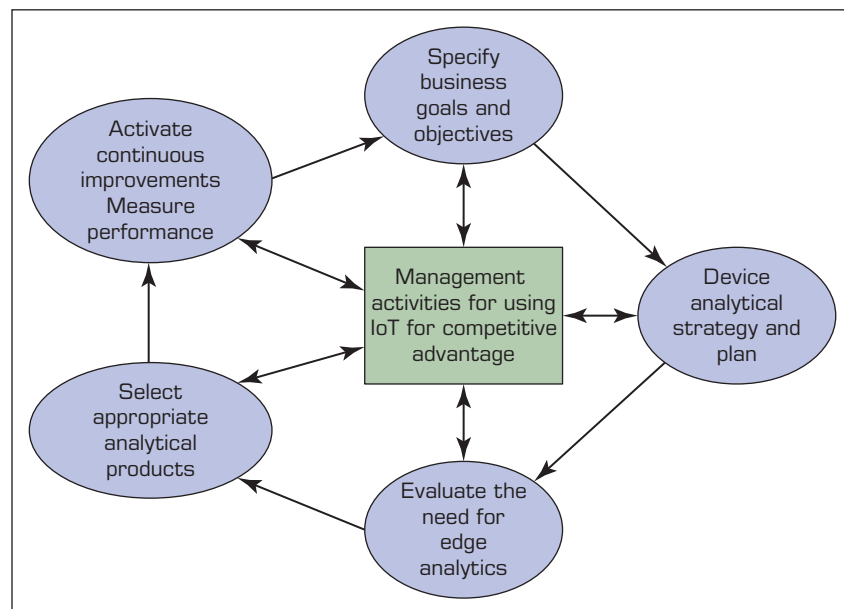 Specify
business
goals and
objectives
Activate
continuous
improvements
Measure
performance
Management
activities for using
IoT for competitive
advantage
Device
analytical
strategy and
plan
Select
appropriate
analytical
products
Evaluate the
need for
edge
analytics